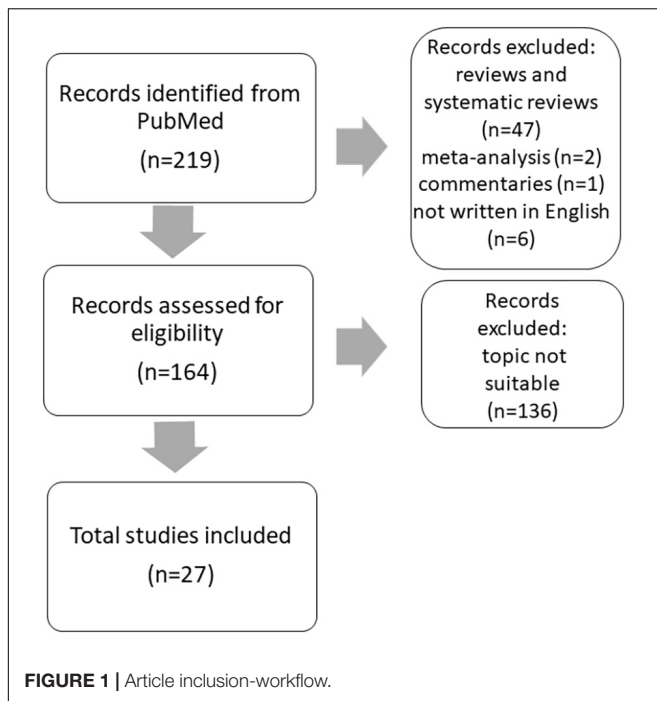 Records identified from
PubMed
(n=219)
Records excluded:
reviews and
systematic reviews
(n=47)
meta-analysis (n=2)
commentaries (n=1)
not written in English
(n=6)
Records assessed for
eligibility
(n=164)
Records
excluded:
topic not
suitable
(n=136)
Total studies included
(n=27)
FIGURE 1 | Article inclusion-workflow.